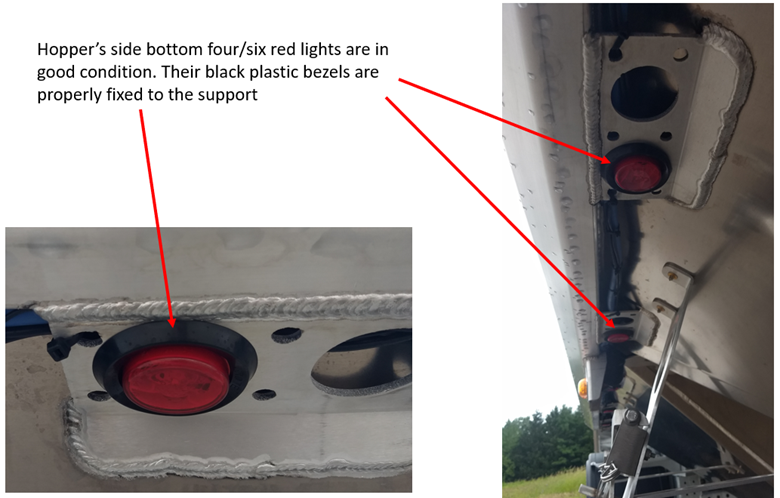 Hopper's side bottom four/six red lights are in
good condition. Their black plastic bezels are
properly fixed to the support